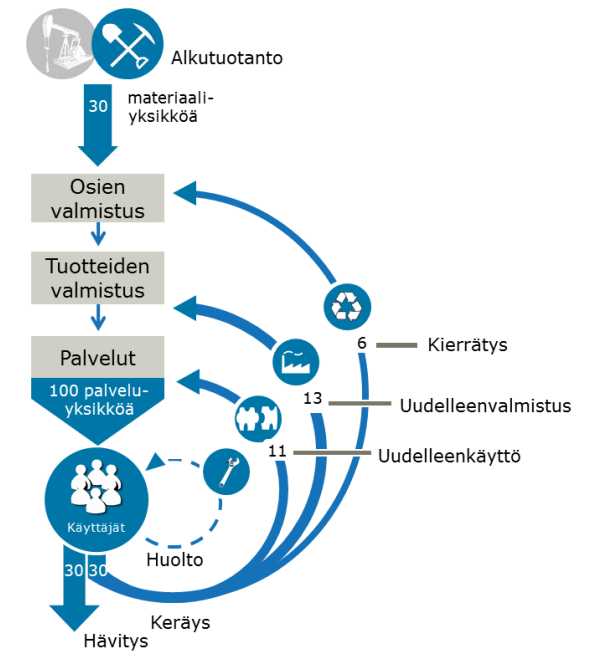 Alkutuotanto
30
materiaali-
yksikköä
Osien
valmistus
Tuotteiden
valmistus
Palvelut
100 palvelu-
yksikköä
6
Kierrätys
13
Uudelleenvalmistus
11
Uudelleenkäyttö
Käyttäjät
Huolto
30
30
Keräys
Hävitys